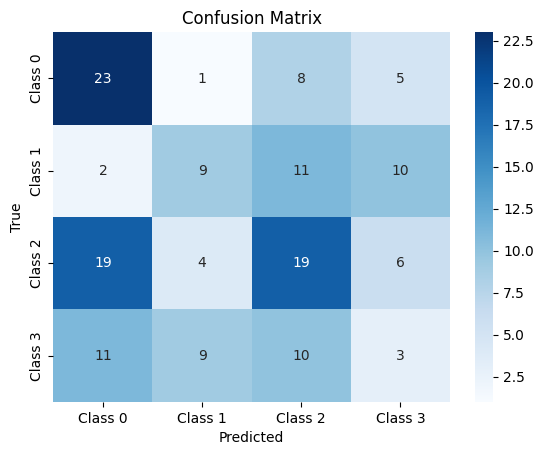 Confusion Matrix
True
Class 0
23 1 8 5
Class 1
2 9 11 10
Class 2
19 4 19 6
Class 3
11 9 10 3
Class 0 Class 1 Class 2 Class 3
Predicted
22.5
20.0
17.5
15.0
12.5
10.0
7.5
5.0
2.5